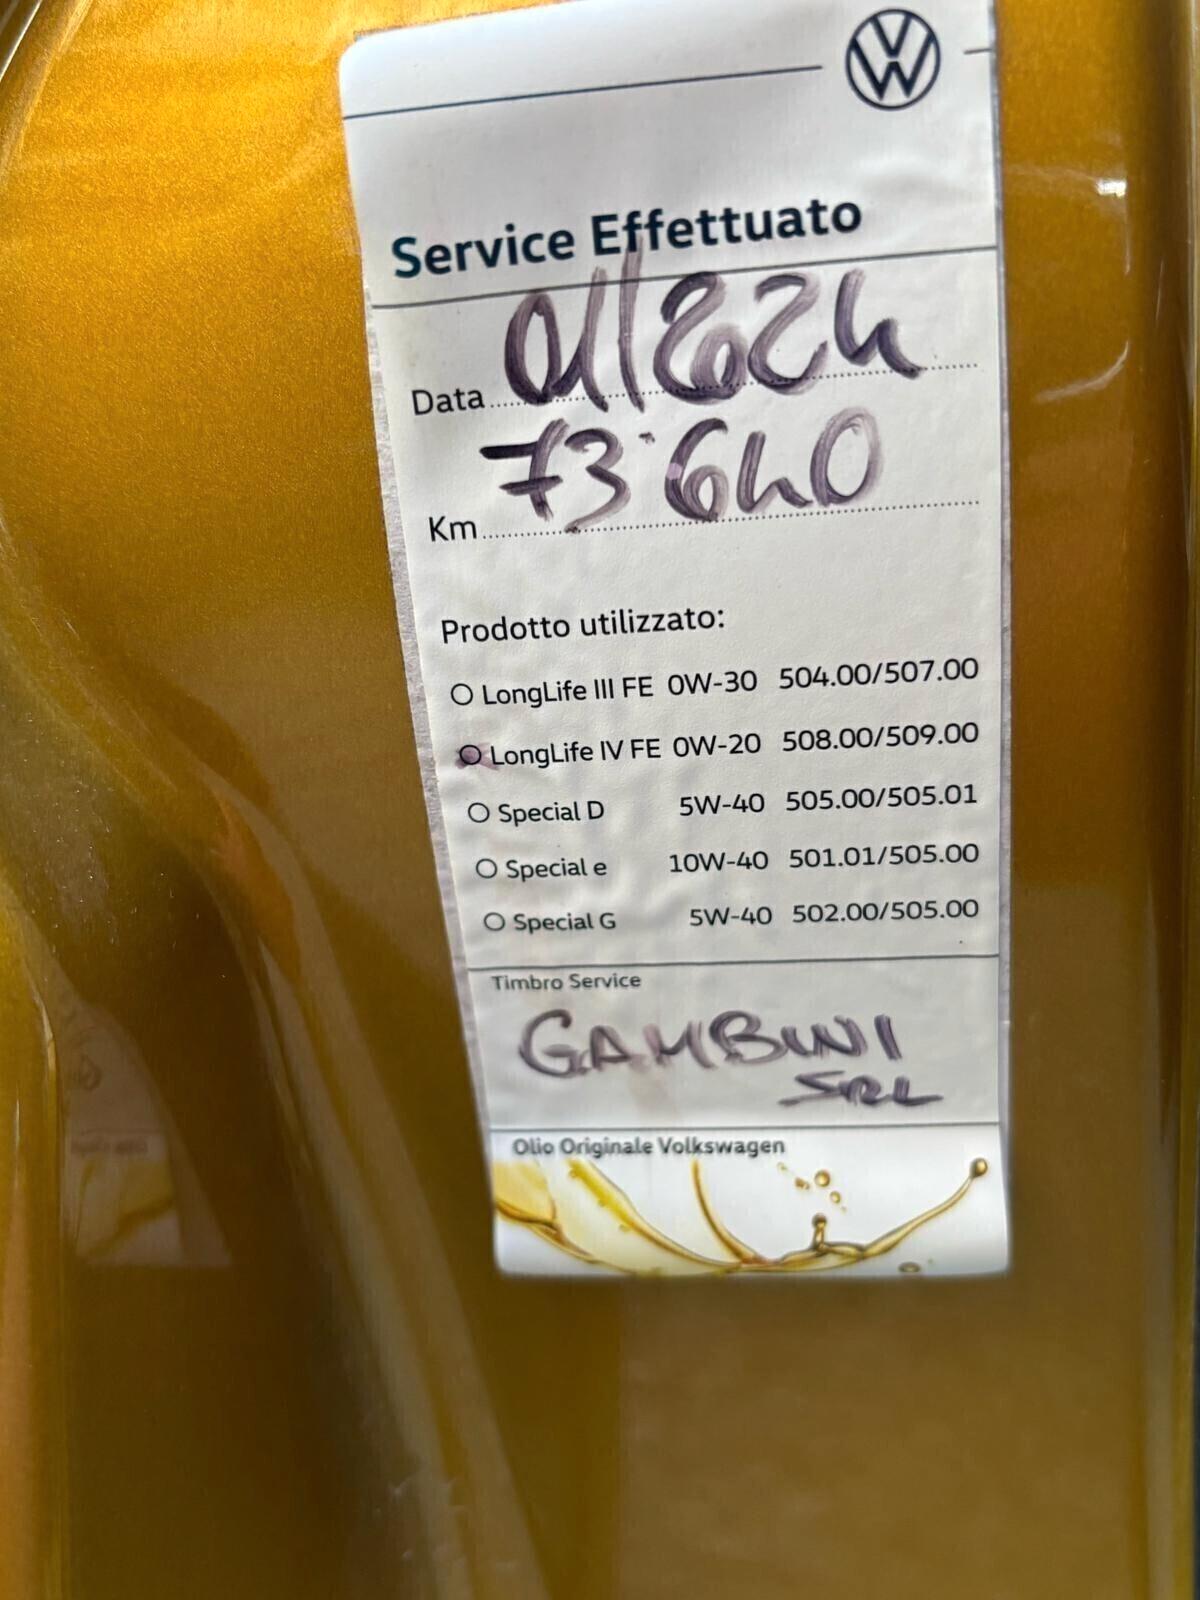 Service Effettuato
Data 01/2024
Km 73.640
Prodotto utilizzato:
LongLife III FE 0W-30 504.00/507.00
LongLife IV FE 0W-20 508.00/509.00
Special D 5W-40 505.00/505.01
Special e 10W-40 501.01/505.00
Special G 5W-40 502.00/505.00
Timbro Service
GAMBINI
SRL
Olio Originale Volkswagen